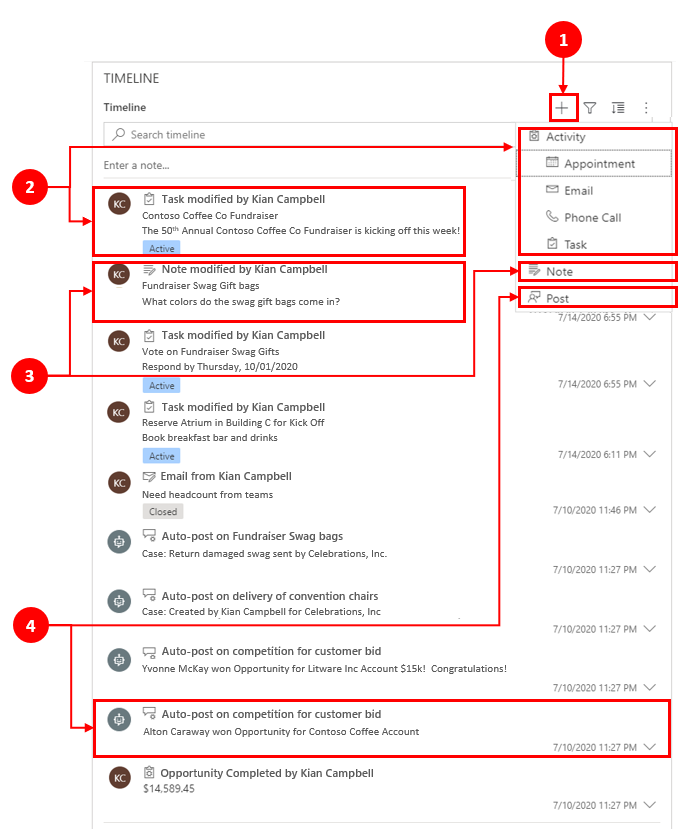 1
TIMELINE
Timeline
Search timeline
Enter a note...
Activity
Appointment
Email
Phone Call
Task
Note
Post
2
KC
Task modified by Kian Campbell
Contoso Coffee Co Fundraiser
The 50th Annual Contoso Coffee Co Fundraiser is kicking off this week!
Active
KC
Note modified by Kian Campbell
Fundraiser Swag Gift bags
What colors do the swag gift bags come in?
7/14/2020 6:55 PM
3
KC
Task modified by Kian Campbell
Vote on Fundraiser Swag Gifts
Respond by Thursday, 10/01/2020
Active
7/14/2020 6:55 PM
KC
Task modified by Kian Campbell
Reserve Atrium in Building C for Kick Off
Book breakfast bar and drinks
Active
7/14/2020 6:11 PM
KC
Email from Kian Campbell
Need headcount from teams
Closed
7/10/2020 11:46 PM
Auto-post on Fundraiser Swag bags
Case: Return damaged swag sent by Celebrations, Inc.
7/10/2020 11:27 PM
4
Auto-post on delivery of convention chairs
Case: Created by Kian Campbell for Celebrations, Inc
7/10/2020 11:27 PM
Auto-post on competition for customer bid
Yvonne McKay won Opportunity for Litware Inc Account $15k! Congratulations!
7/10/2020 11:27 PM
Auto-post on competition for customer bid
Alton Caraway won Opportunity for Contoso Coffee Account
7/10/2020 11:27 PM
KC
Opportunity Completed by Kian Campbell
$14,589.45
7/10/2020 11:27 PM